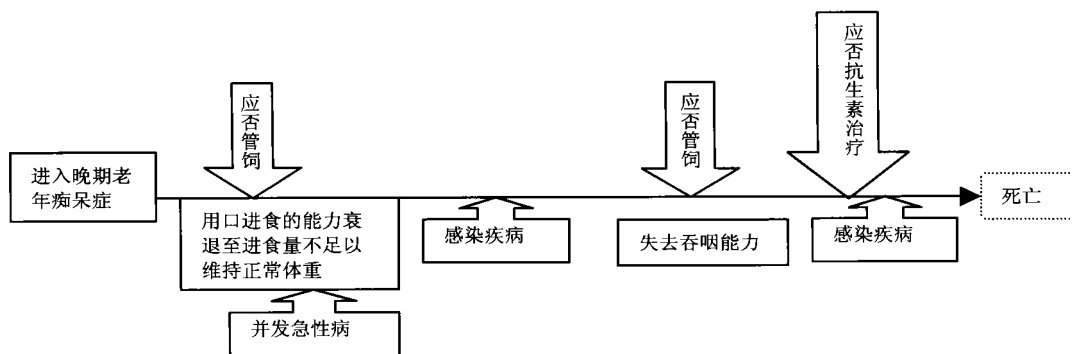 应否管饲
应否管饲
应否抗生素治疗
进入晚期老
年痴呆症
死亡
用口进食的能力衰
退至进食量不足以
维持正常体重
感染疾病
失去吞咽能力
感染疾病
并发急性病